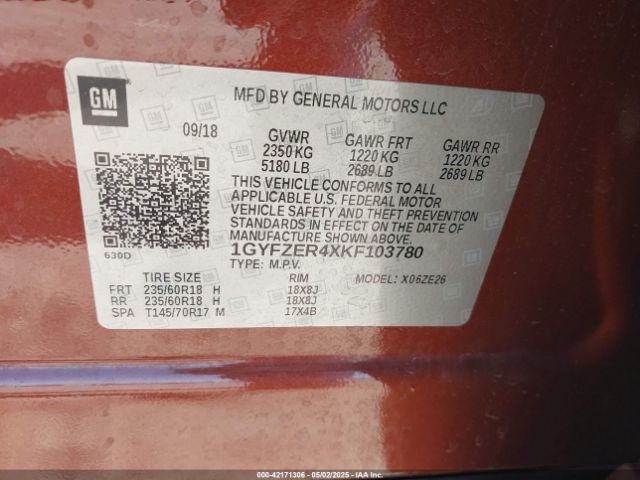 GM
MFD BY GENERAL MOTORS LLC
09/18 GVWR GAWR FRT GAWR RR
2350 KG 1220 KG 1220 KG
5180 LB 2689 LB 2689 LB
THIS VEHICLE CONFORMS TO ALL
APPLICABLE U.S. FEDERAL MOTOR
VEHICLE SAFETY AND THEFT PREVENTION
STANDARDS IN EFFECT ON THE DATE OF
MANUFACTURE SHOWN ABOVE.
630D
1GYFZER4XKF103780
TYPE: M.P.V. MODEL: X06ZE26
TIRE SIZE RIM
FRT 235/60R18 H 18X8J
RR 235/60R18 H 18X8J
SPA T145/70R17 M 17X4B
000-42171306 - 05/02/2025 - IAA Inc. (OVE)